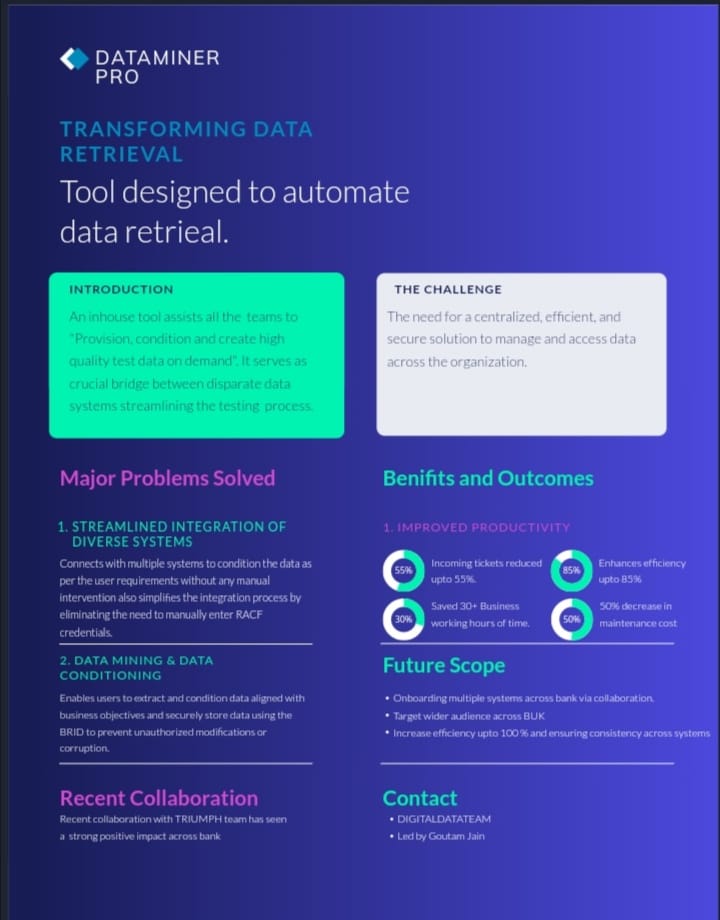 DATAMINER
PRO
TRANSFORMING DATA
RETRIEVAL
Tool designed to automate
data retrieal.
INTRODUCTION
An inhouse tool assists all the teams to
"Provision, condition and create high
quality test data on demand". It serves as
crucial bridge between disparate data
systems streamlining the testing process.
THE CHALLENGE
The need for a centralized, efficient, and
secure solution to manage and access data
across the organization.
Major Problems Solved
1. STREAMLINED INTEGRATION OF
DIVERSE SYSTEMS
Connects with multiple systems to condition the data as
per the user requirements without any manual
intervention also simplifies the integration process by
eliminating the need to manually enter RACF
credentials.
2. DATA MINING & DATA
CONDITIONING
Enables users to extract and condition data aligned with
business objectives and securely store data using the
BRID to prevent unauthorized modifications or
corruption.
Recent Collaboration
Recent collaboration with TRIUMPH team has seen
a strong positive impact across bank
Benifits and Outcomes
1. IMPROVED PRODUCTIVITY
55%
Incoming tickets reduced
upto 55%.
85%
Enhances efficiency
upto 85%
30%
Saved 30+ Business
working hours of time.
50%
50% decrease in
maintenance cost
Future Scope
• Onboarding multiple systems across bank via collaboration.
• Target wider audience across BUK
• Increase efficiency upto 100 % and ensuring consistency across systems
Contact
• DIGITALDATATEAM
• Led by Goutam Jain